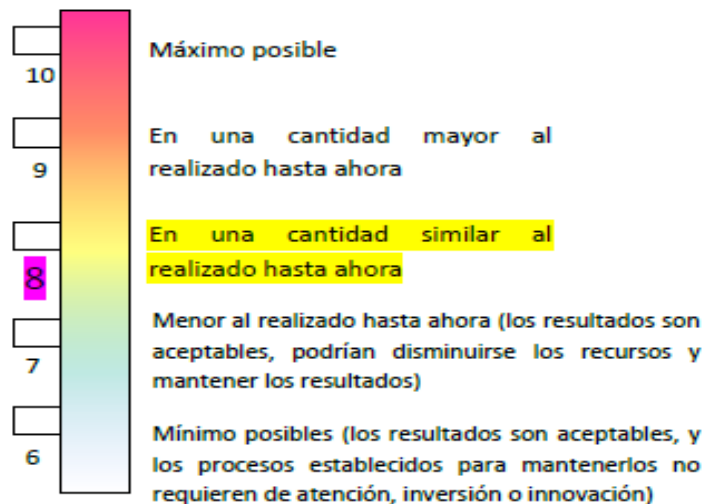 Máximo posible
10
En una cantidad mayor al
realizado hasta ahora
9
En una cantidad similar al
realizado hasta ahora
8
Menor al realizado hasta ahora (los resultados son
aceptables, podrían disminuirse los recursos y
mantener los resultados)
7
Mínimo posibles (los resultados son aceptables, y
los procesos establecidos para mantenerlos no
requieren de atención, inversión o innovación)
6